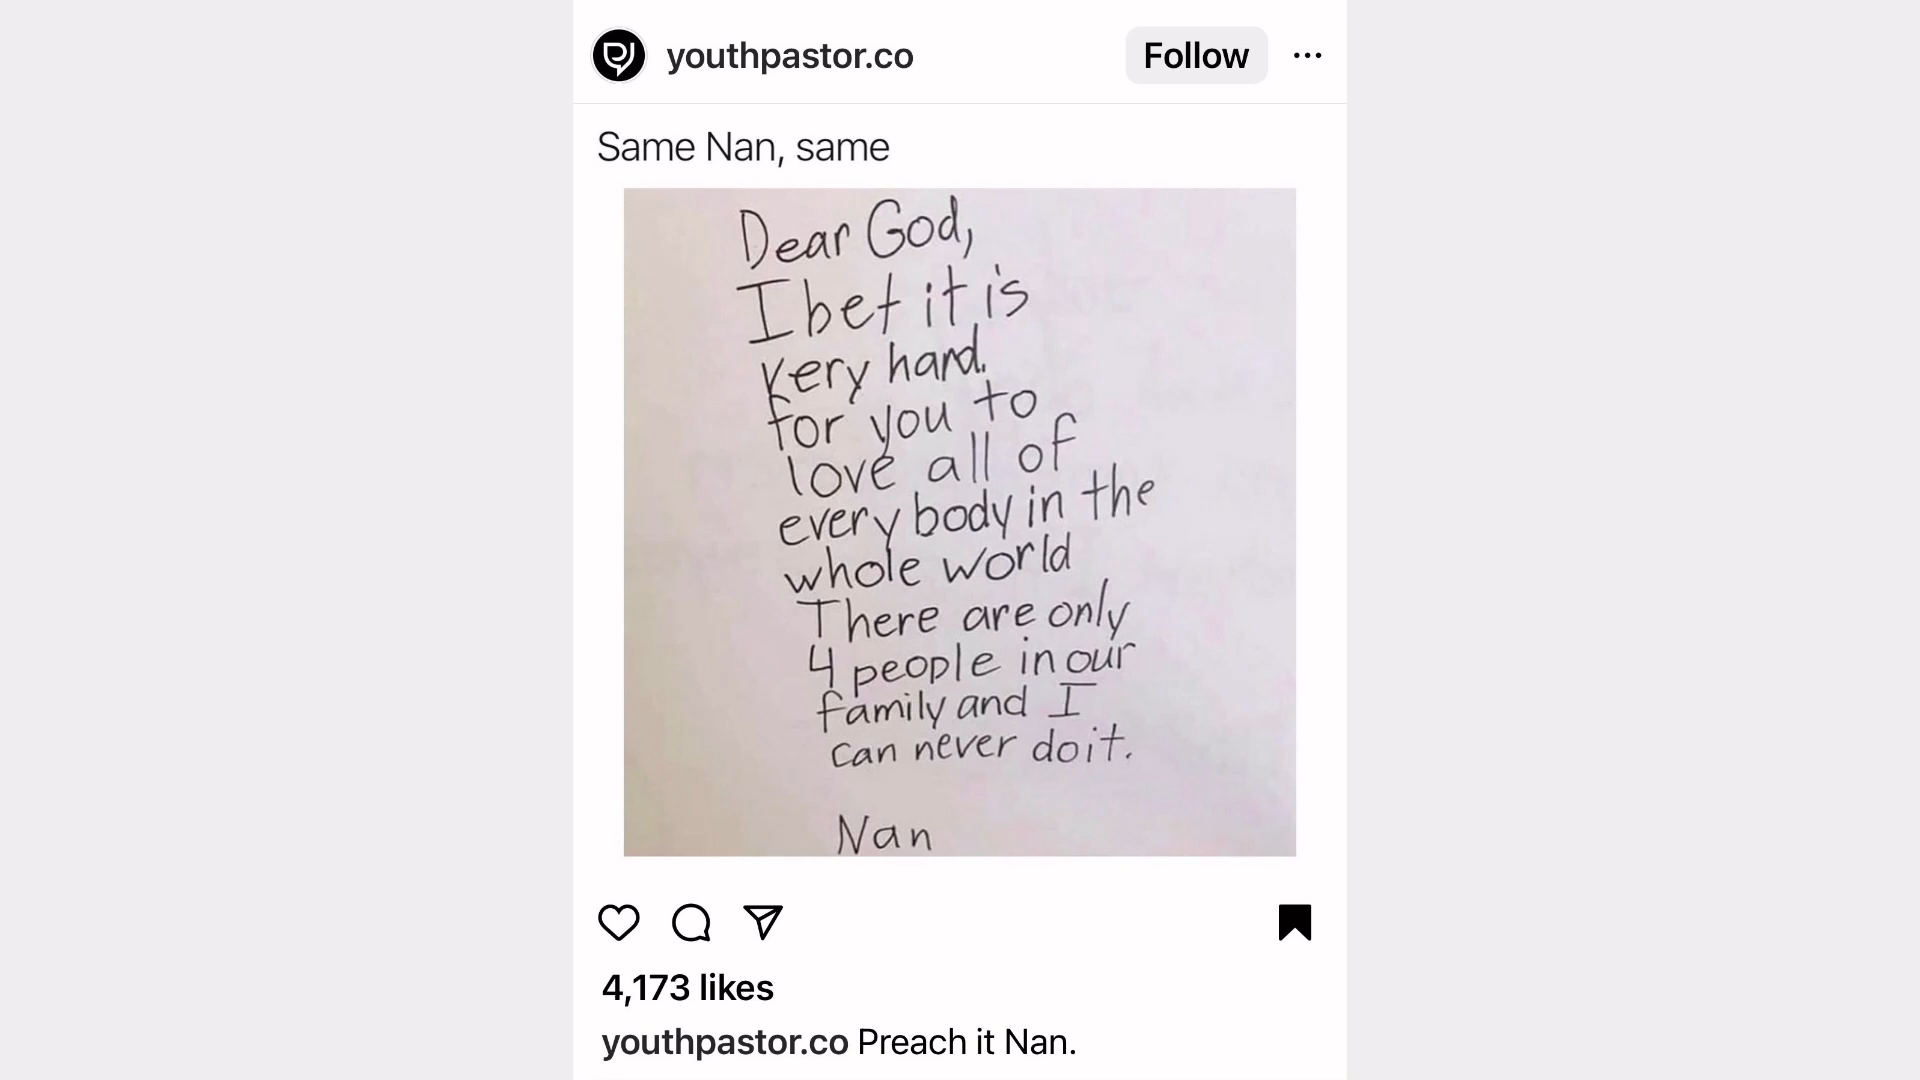 youthpastor.co
Follow
Same Nan, same
Dear God,
I bet it is
very hard.
for you to
love all of
every body in the
whole world
There are only
4 people in our
family and I
can never do it.
Nan
4,173 likes
youthpastor.co Preach it Nan.